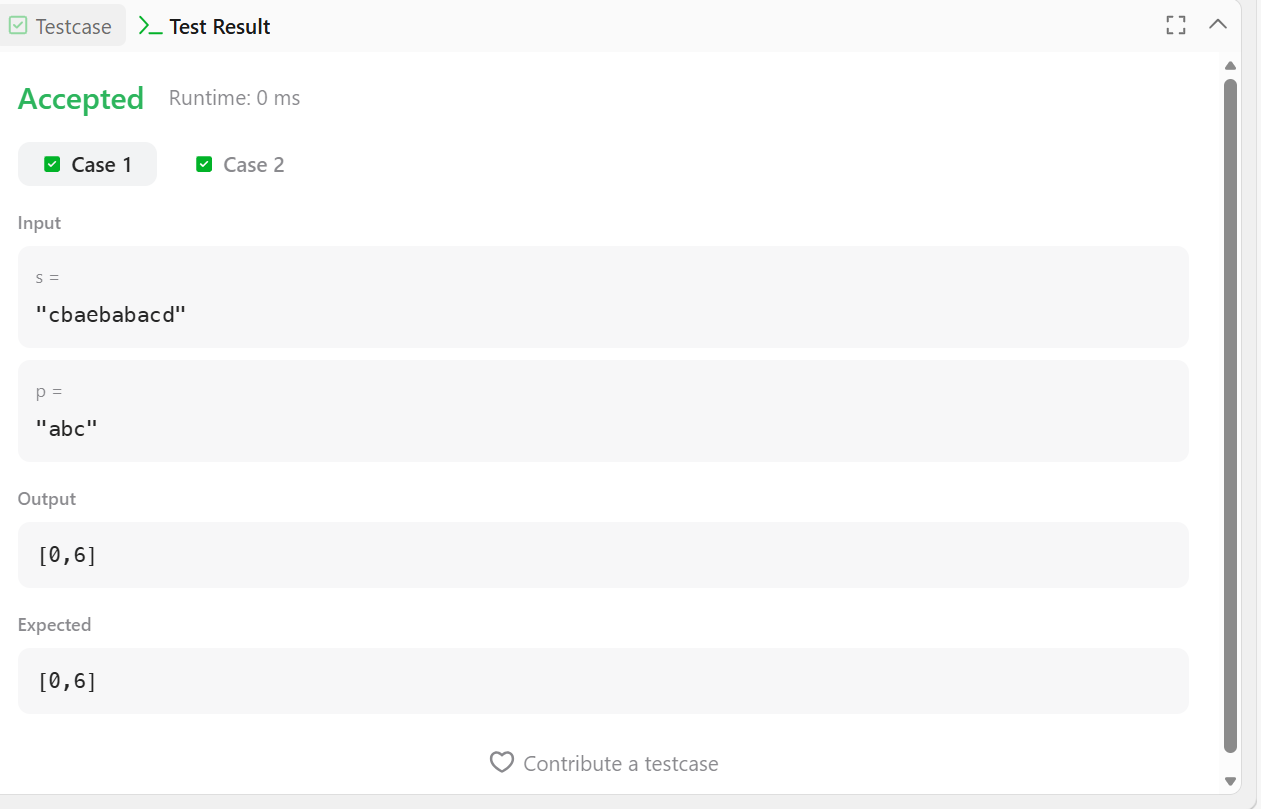 Testcase Test Result
Accepted Runtime: 0 ms
Case 1 Case 2
Input
s =
"cbaebabacd"
p =
"abc"
Output
[0,6]
Expected
[0,6]
Contribute a testcase